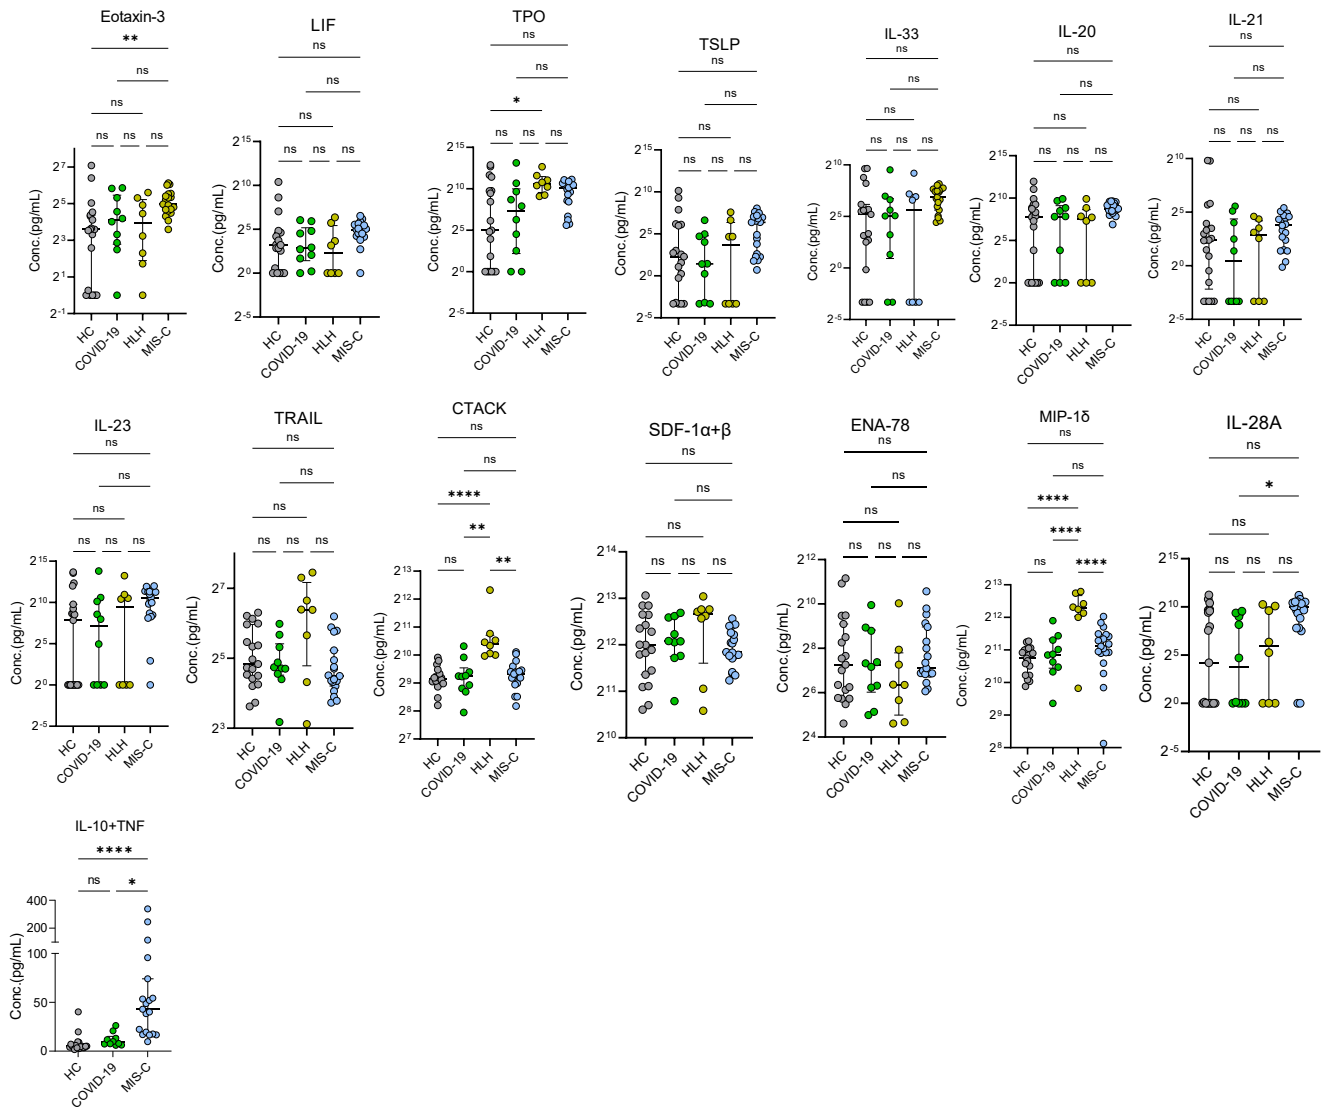 Eotaxin-3
**
ns
ns
ns ns ns
Conc.(pg/mL)
2^7
2^5
2^3
2^1
2^-1
HC
COVID-19
HLH
MIS-C
LIF
ns
ns
ns
ns ns ns
Conc.(pg/mL)
2^15
2^10
2^5
2^0
2^-5
HC
COVID-19
HLH
MIS-C
TPO
ns
ns
*
ns ns ns
Conc.(pg/mL)
2^15
2^10
2^5
2^0
2^-5
HC
COVID-19
HLH
MIS-C
TSLP
ns
ns
ns
ns ns ns
Conc.(pg/mL)
2^15
2^10
2^5
2^0
2^-5
HC
COVID-19
HLH
MIS-C
IL-33
ns
ns
ns
ns ns ns
Conc.(pg/mL)
2^10
2^5
2^0
2^-5
HC
COVID-19
HLH
MIS-C
IL-20
ns
ns
ns
ns ns ns
Conc.(pg/mL)
2^15
2^10
2^5
2^0
2^-5
HC
COVID-19
HLH
MIS-C
IL-21
ns
ns
ns
ns ns ns
Conc.(pg/mL)
2^10
2^5
2^0
2^-5
HC
COVID-19
HLH
MIS-C
IL-23
ns
ns
ns
ns ns ns
Conc.(pg/mL)
2^15
2^10
2^5
2^0
2^-5
HC
COVID-19
HLH
MIS-C
TRAIL
ns
ns
ns
ns ns ns
Conc.(pg/mL)
2^7
2^5
2^3
HC
COVID-19
HLH
MIS-C
CTACK
ns
ns
****
**
ns **
Conc.(pg/mL)
2^13
2^12
2^11
2^10
2^9
2^8
2^7
HC
COVID-19
HLH
MIS-C
SDF-1α+β
ns
ns
ns
ns ns ns
Conc.(pg/mL)
2^14
2^13
2^12
2^11
2^10
HC
COVID-19
HLH
MIS-C
ENA-78
ns
ns
ns
ns ns ns
Conc.(pg/mL)
2^12
2^10
2^8
2^6
2^4
HC
COVID-19
HLH
MIS-C
MIP-1δ
ns
ns
****
****
ns ****
Conc.(pg/mL)
2^13
2^12
2^11
2^10
2^9
2^8
HC
COVID-19
HLH
MIS-C
IL-28A
ns
*
ns
ns ns ns
Conc.(pg/mL)
2^15
2^10
2^5
2^0
2^-5
HC
COVID-19
HLH
MIS-C
IL-10+TNF
****
ns *
Conc.(pg/mL)
400
200
100
50
0
HC
COVID-19
MIS-C